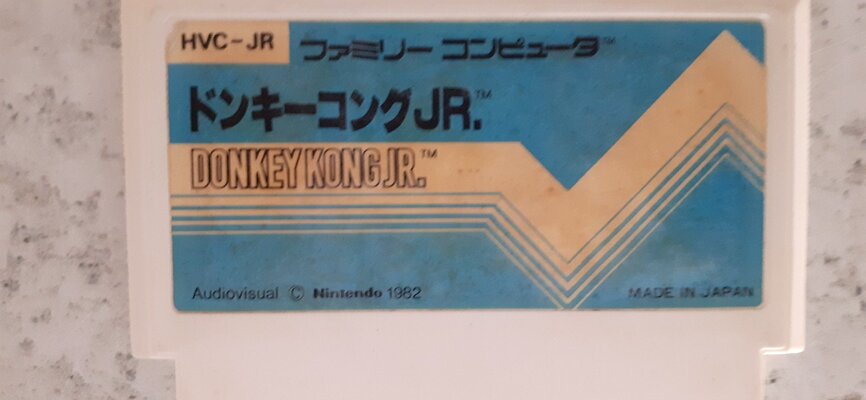 HVC-JR ファミリー コンピュータ™
ドンキーコングJR.™
DONKEY KONG JR.™
Audiovisual © Nintendo 1982 MADE IN JAPAN